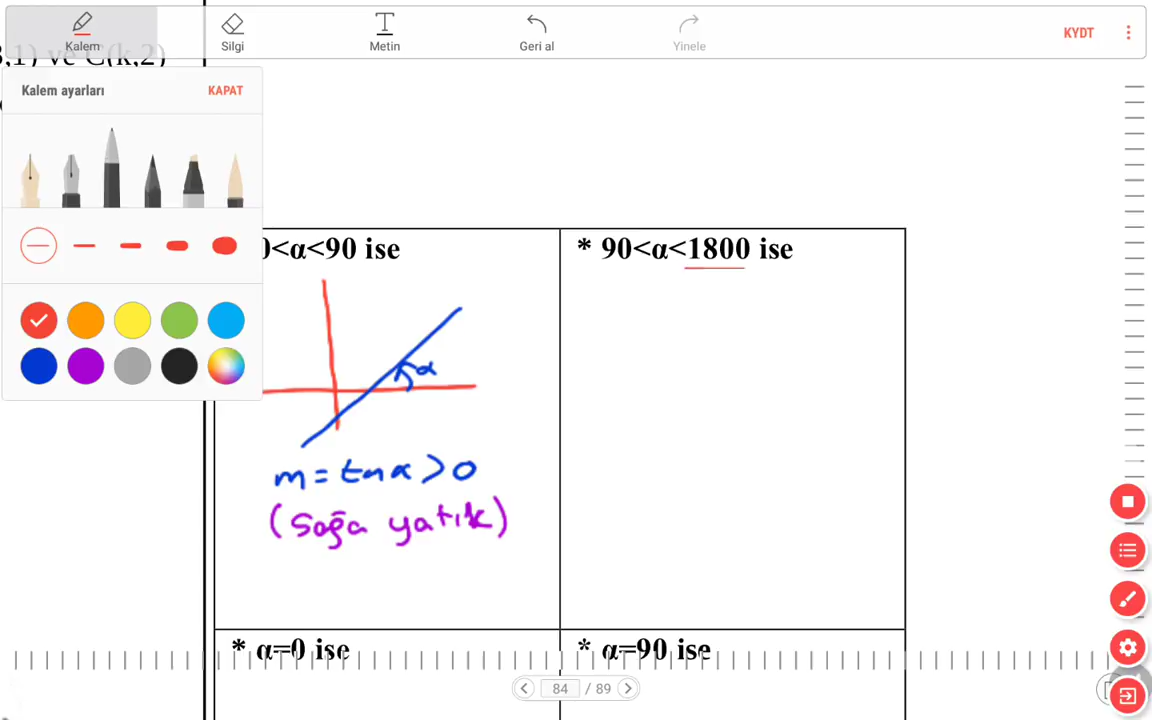 Kalem
Silgi
Metin
Geri al
Yinele
KYDT
,1) ve C(k,2)
Kalem ayarları
KAPAT
0<α<90 ise
* 90<α<1800 ise
α
m = tan α > 0
(Sağa yatık)
* α=0 ise
* α=90 ise
84 / 89